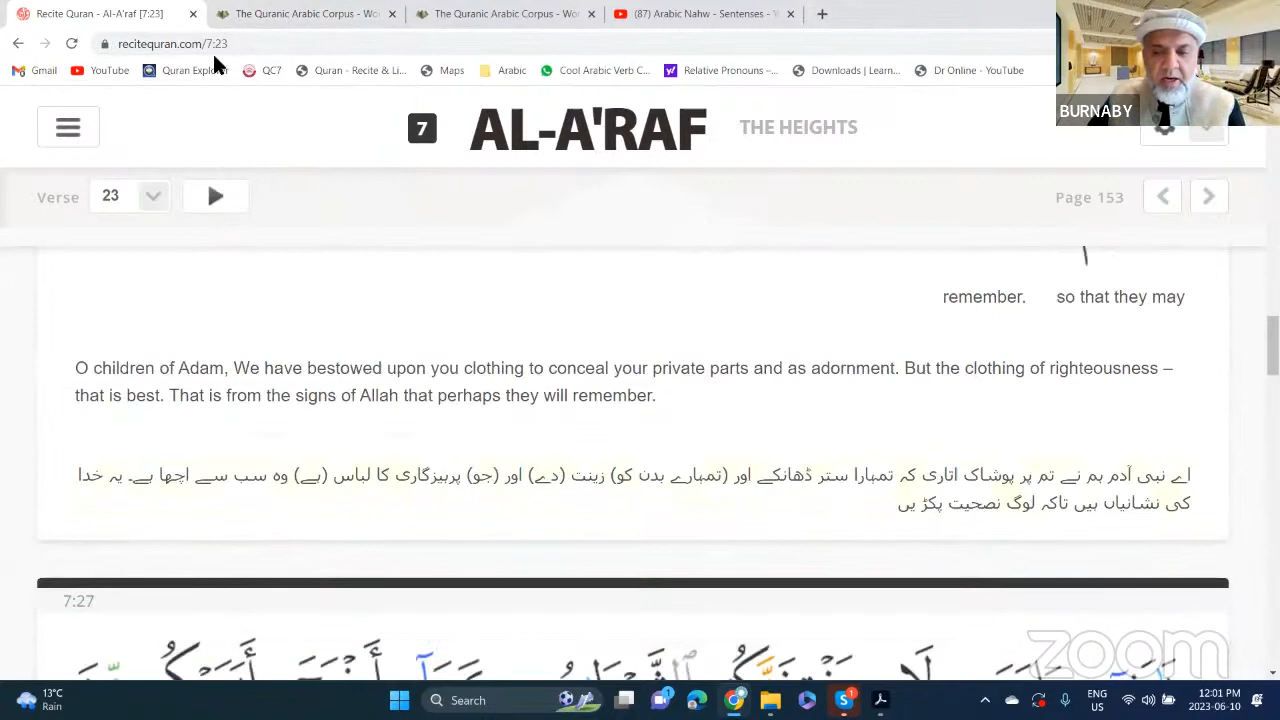 Recite Quran - Al-A'raf [7:23]
The Quranic Arabic Corpus - Wo
The Quranic Arabic Corpus - Wo
(87) Arabic Nahw - Sentences - Y
recitequran.com/7:23
Gmail
YouTube
Quran Explo
QC7
Quran - Recite & Li...
Maps
Arabic
Cool Arabic Verb C...
Relative Pronouns –...
Downloads | Learn...
Online - YouTube
BURNABY
7 AL-A'RAF THE HEIGHTS
Verse 23
Page 153
remember. so that they may
O children of Adam, We have bestowed upon you clothing to conceal your private parts and as adornment. But the clothing of righteousness –
that is best. That is from the signs of Allah that perhaps they will remember.
اے نبی آدم ہم نے تم پر پوشاک اتاری کہ تمہارا ستر ڈھانکے اور (تمہارے بدن کو) زینت (دے) اور (جو) پرہیزگاری کا لباس (ہے) وہ سب سے اچھا ہے۔ یہ خدا
کی نشانیاں ہیں تاکہ لوگ نصحیت پکڑ یں
7:27
zoom
13°C
Rain
Search
ENG
US
12:01 PM
2023-06-10